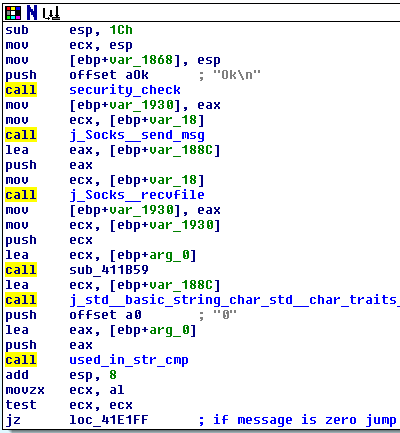 sub esp, 1Ch
mov ecx, esp
mov [ebp+var_1868], esp
push offset aOk ; "Ok\n"
call security_check
mov [ebp+var_1930], eax
mov ecx, [ebp+var_18]
call j_Socks__send_msg
lea eax, [ebp+var_188C]
push eax
mov ecx, [ebp+var_18]
call j_Socks__recvfile
mov [ebp+var_1930], eax
mov ecx, [ebp+var_1930]
push ecx
lea ecx, [ebp+arg_0]
call sub_411B59
lea ecx, [ebp+var_188C]
call j_std__basic_string_char_std__char_traits_
push offset a0 ; "0"
lea eax, [ebp+arg_0]
push eax
call used_in_str_cmp
add esp, 8
movzx ecx, al
test ecx, ecx
jz loc_41E1FF ; if message is zero jump